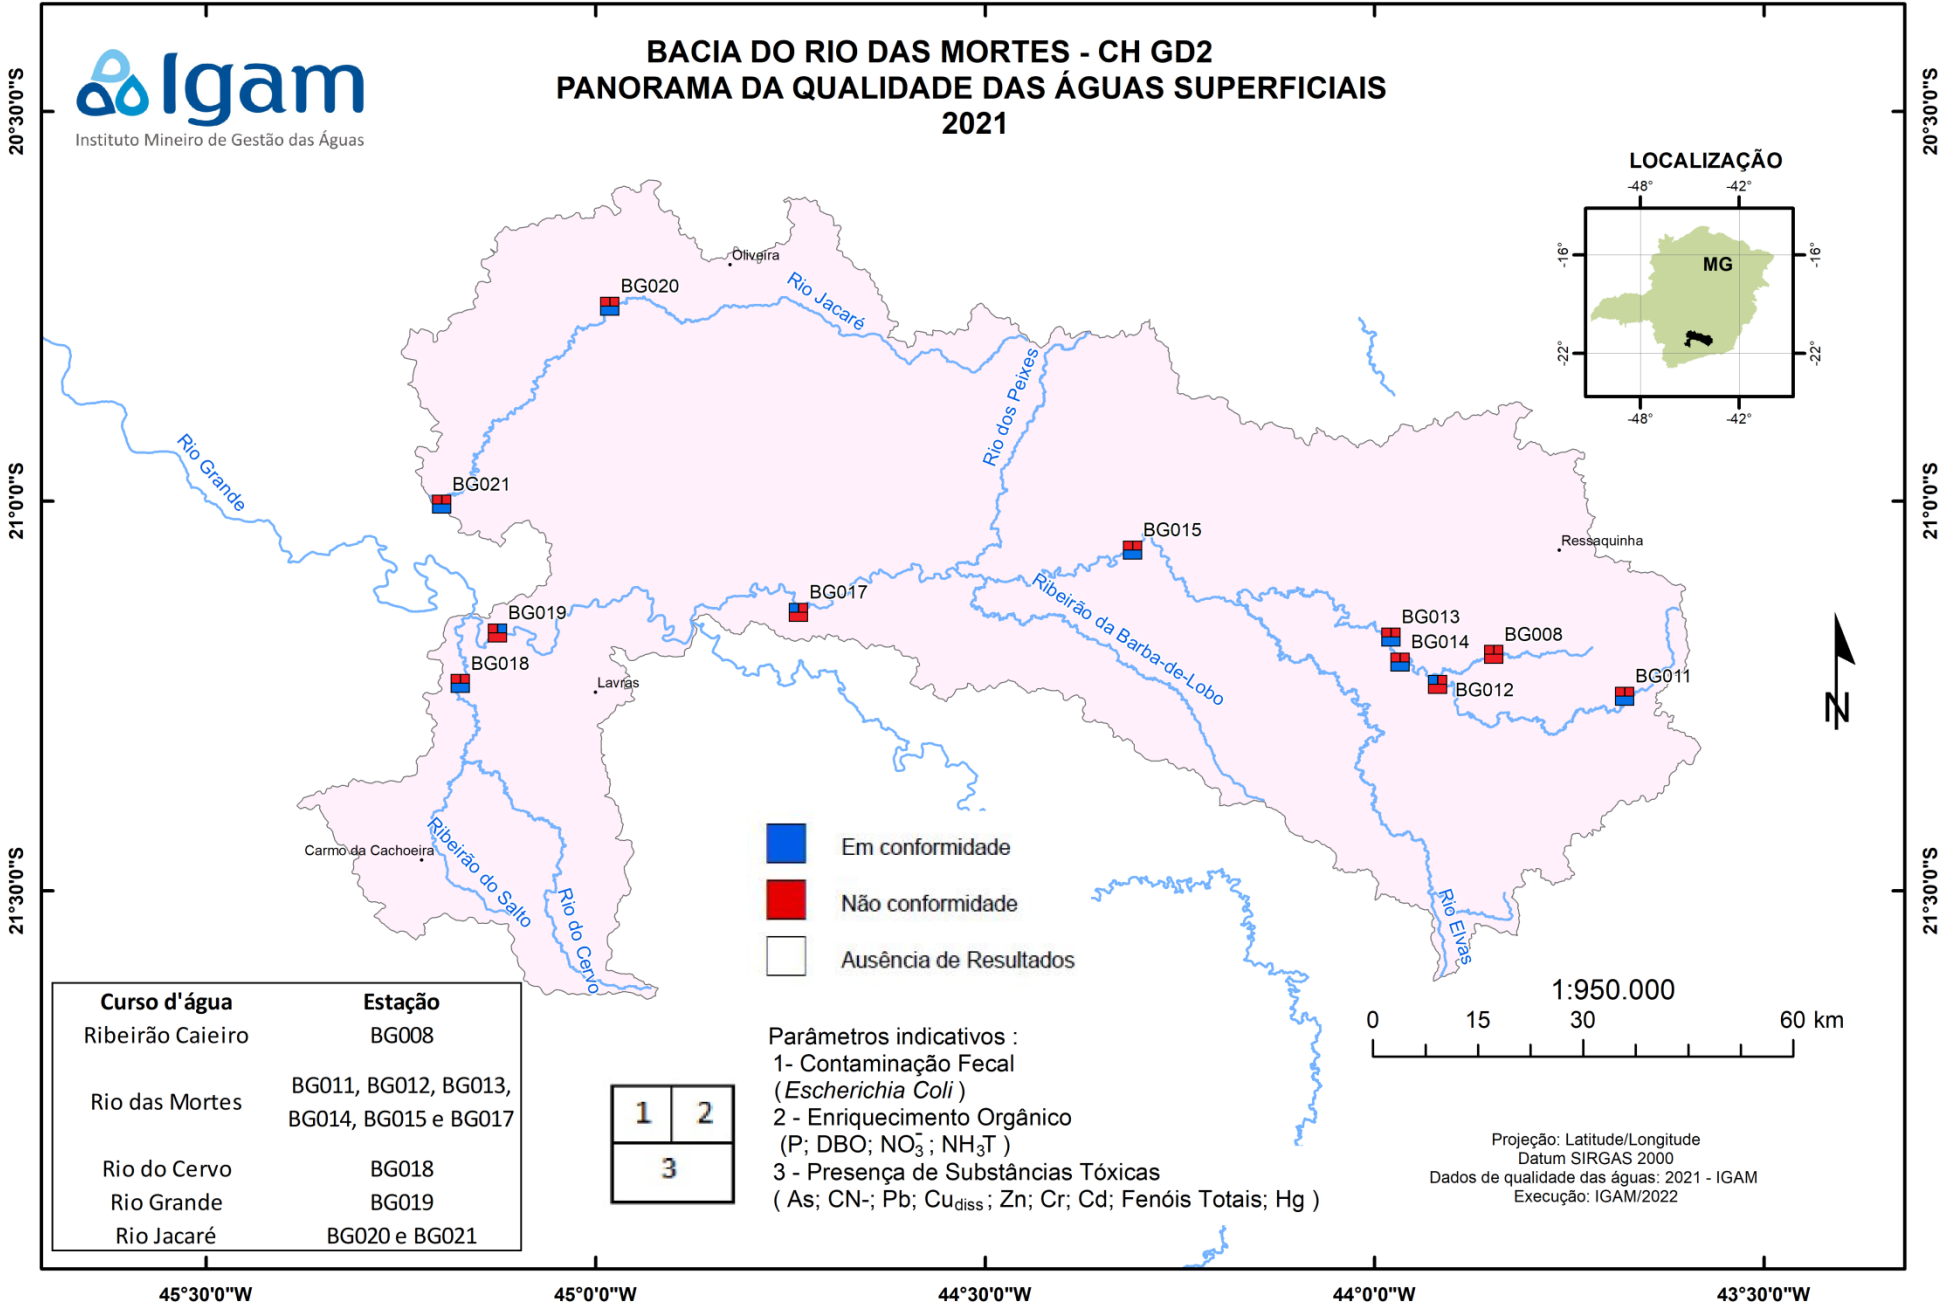 BACIA DO RIO DAS MORTES - CH GD2
PANORAMA DA QUALIDADE DAS ÁGUAS SUPERFICIAIS
2021
Igam
Instituto Mineiro de Gestão das Águas
20°30'0"S
20°30'0"S
LOCALIZAÇÃO
-48°
-42°
-16°
-16°
MG
-22°
-22°
-48°
-42°
Oliveira
BG020
Rio Jacaré
Rio dos Peixes
Rio Grande
BG021
21°0'0"S
21°0'0"S
BG015
Ressaquinha
Ribeirão da Barba-de-Lobo
BG017
BG019
BG013
BG014
BG008
BG018
BG012
BG011
Lavras
N
Carmo da Cachoeira
Ribeirão do Salto
Rio do Cervo
Rio Elvas
21°30'0"S
21°30'0"S
Em conformidade
Não conformidade
Ausência de Resultados
1:950.000
0 15 30 60 km
Curso d'água Estação
Ribeirão Caieiro BG008
Rio das Mortes BG011, BG012, BG013,
BG014, BG015 e BG017
Rio do Cervo BG018
Rio Grande BG019
Rio Jacaré BG020 e BG021
1 2
3
Parâmetros indicativos :
1- Contaminação Fecal
(Escherichia Coli )
2 - Enriquecimento Orgânico
(P; DBO; NO₃⁻; NH₃T )
3 - Presença de Substâncias Tóxicas
( As; CN-; Pb; Cu diss ; Zn; Cr; Cd; Fenóis Totais; Hg )
Projeção: Latitude/Longitude
Datum SIRGAS 2000
Dados de qualidade das águas: 2021 - IGAM
Execução: IGAM/2022
45°30'0"W
45°0'0"W
44°30'0"W
44°0'0"W
43°30'0"W